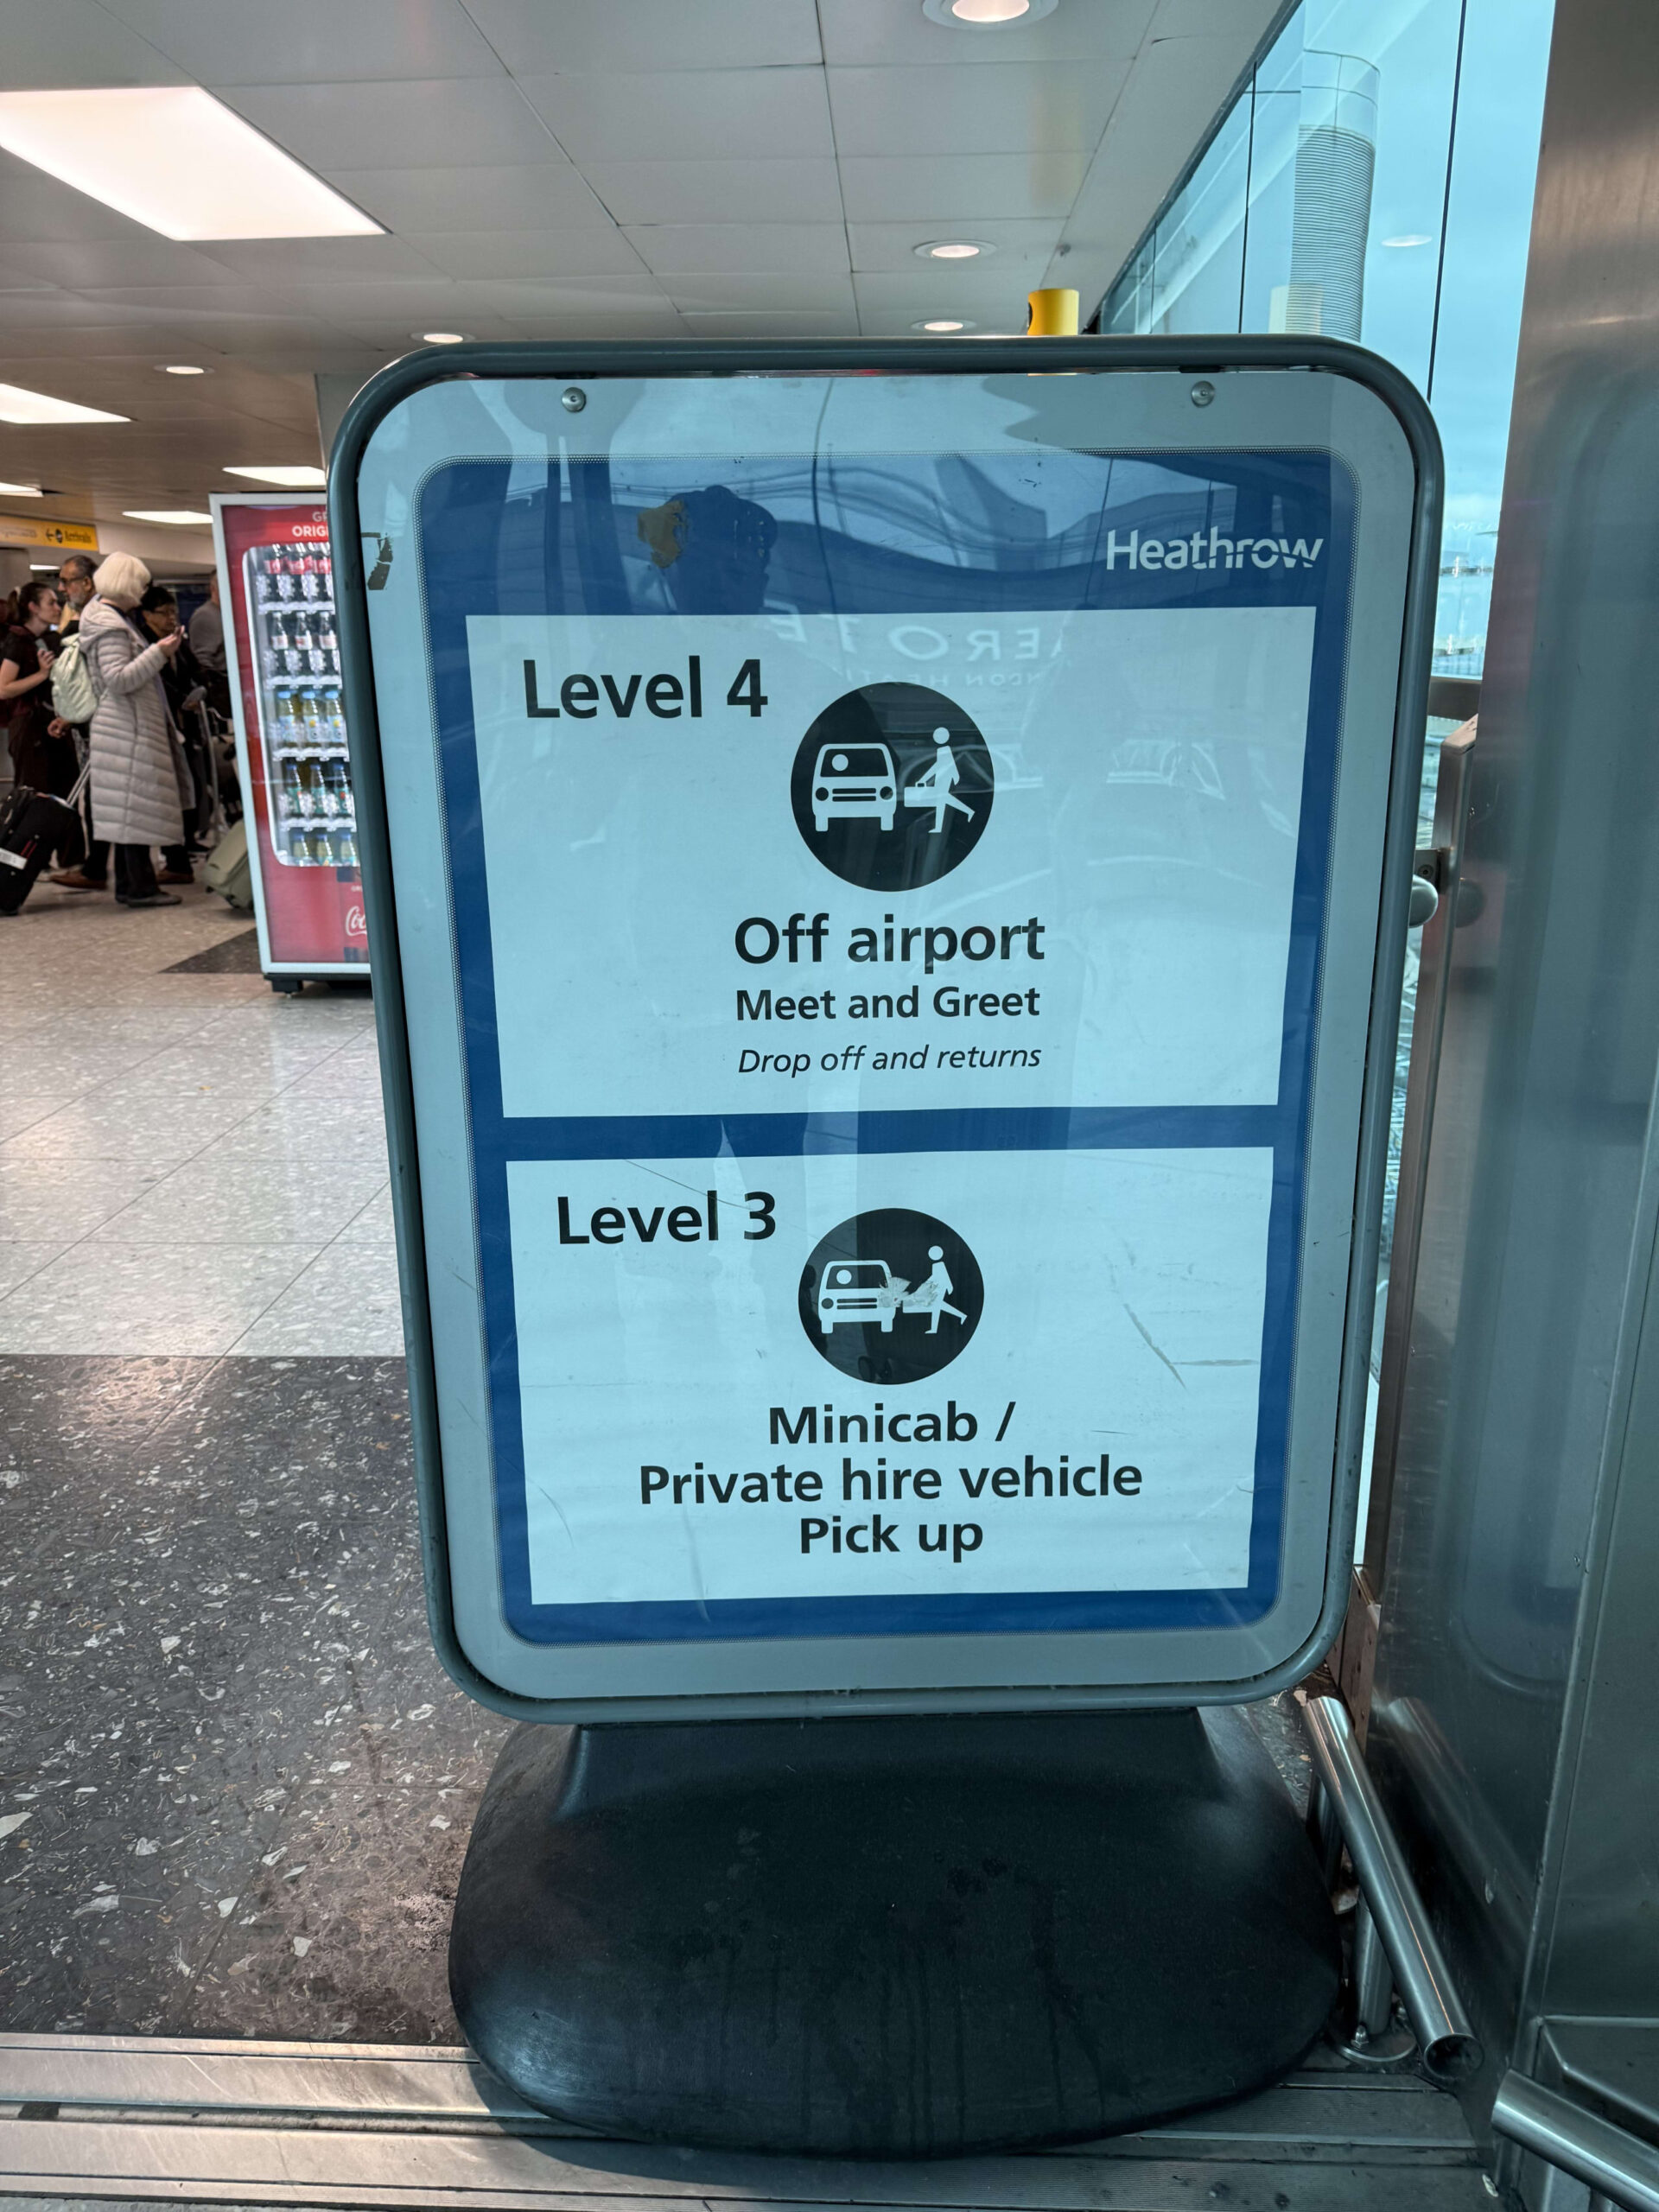 Heathrow
Level 4
Off airport
Meet and Greet
Drop off and returns
Level 3
Minicab /
Private hire vehicle
Pick up
Arrivals